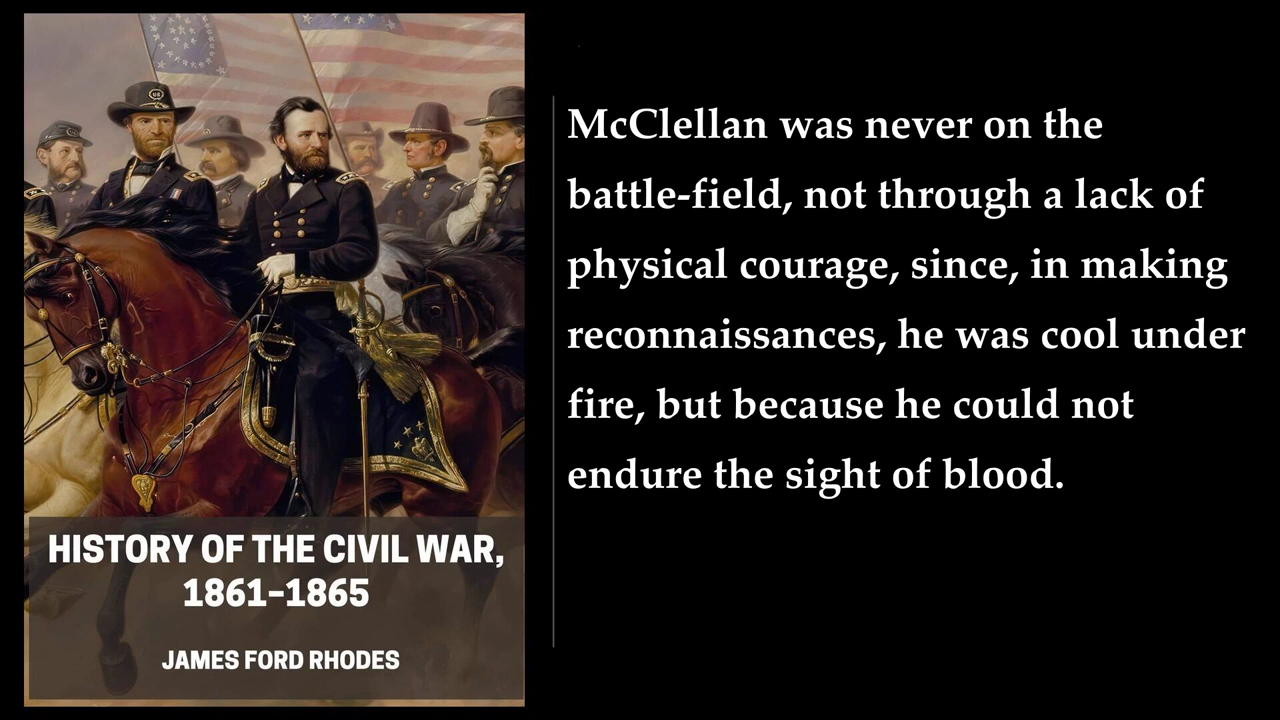 HISTORY OF THE CIVIL WAR,
1861–1865
JAMES FORD RHODES
McClellan was never on the
battle-field, not through a lack of
physical courage, since, in making
reconnaissances, he was cool under
fire, but because he could not
endure the sight of blood.